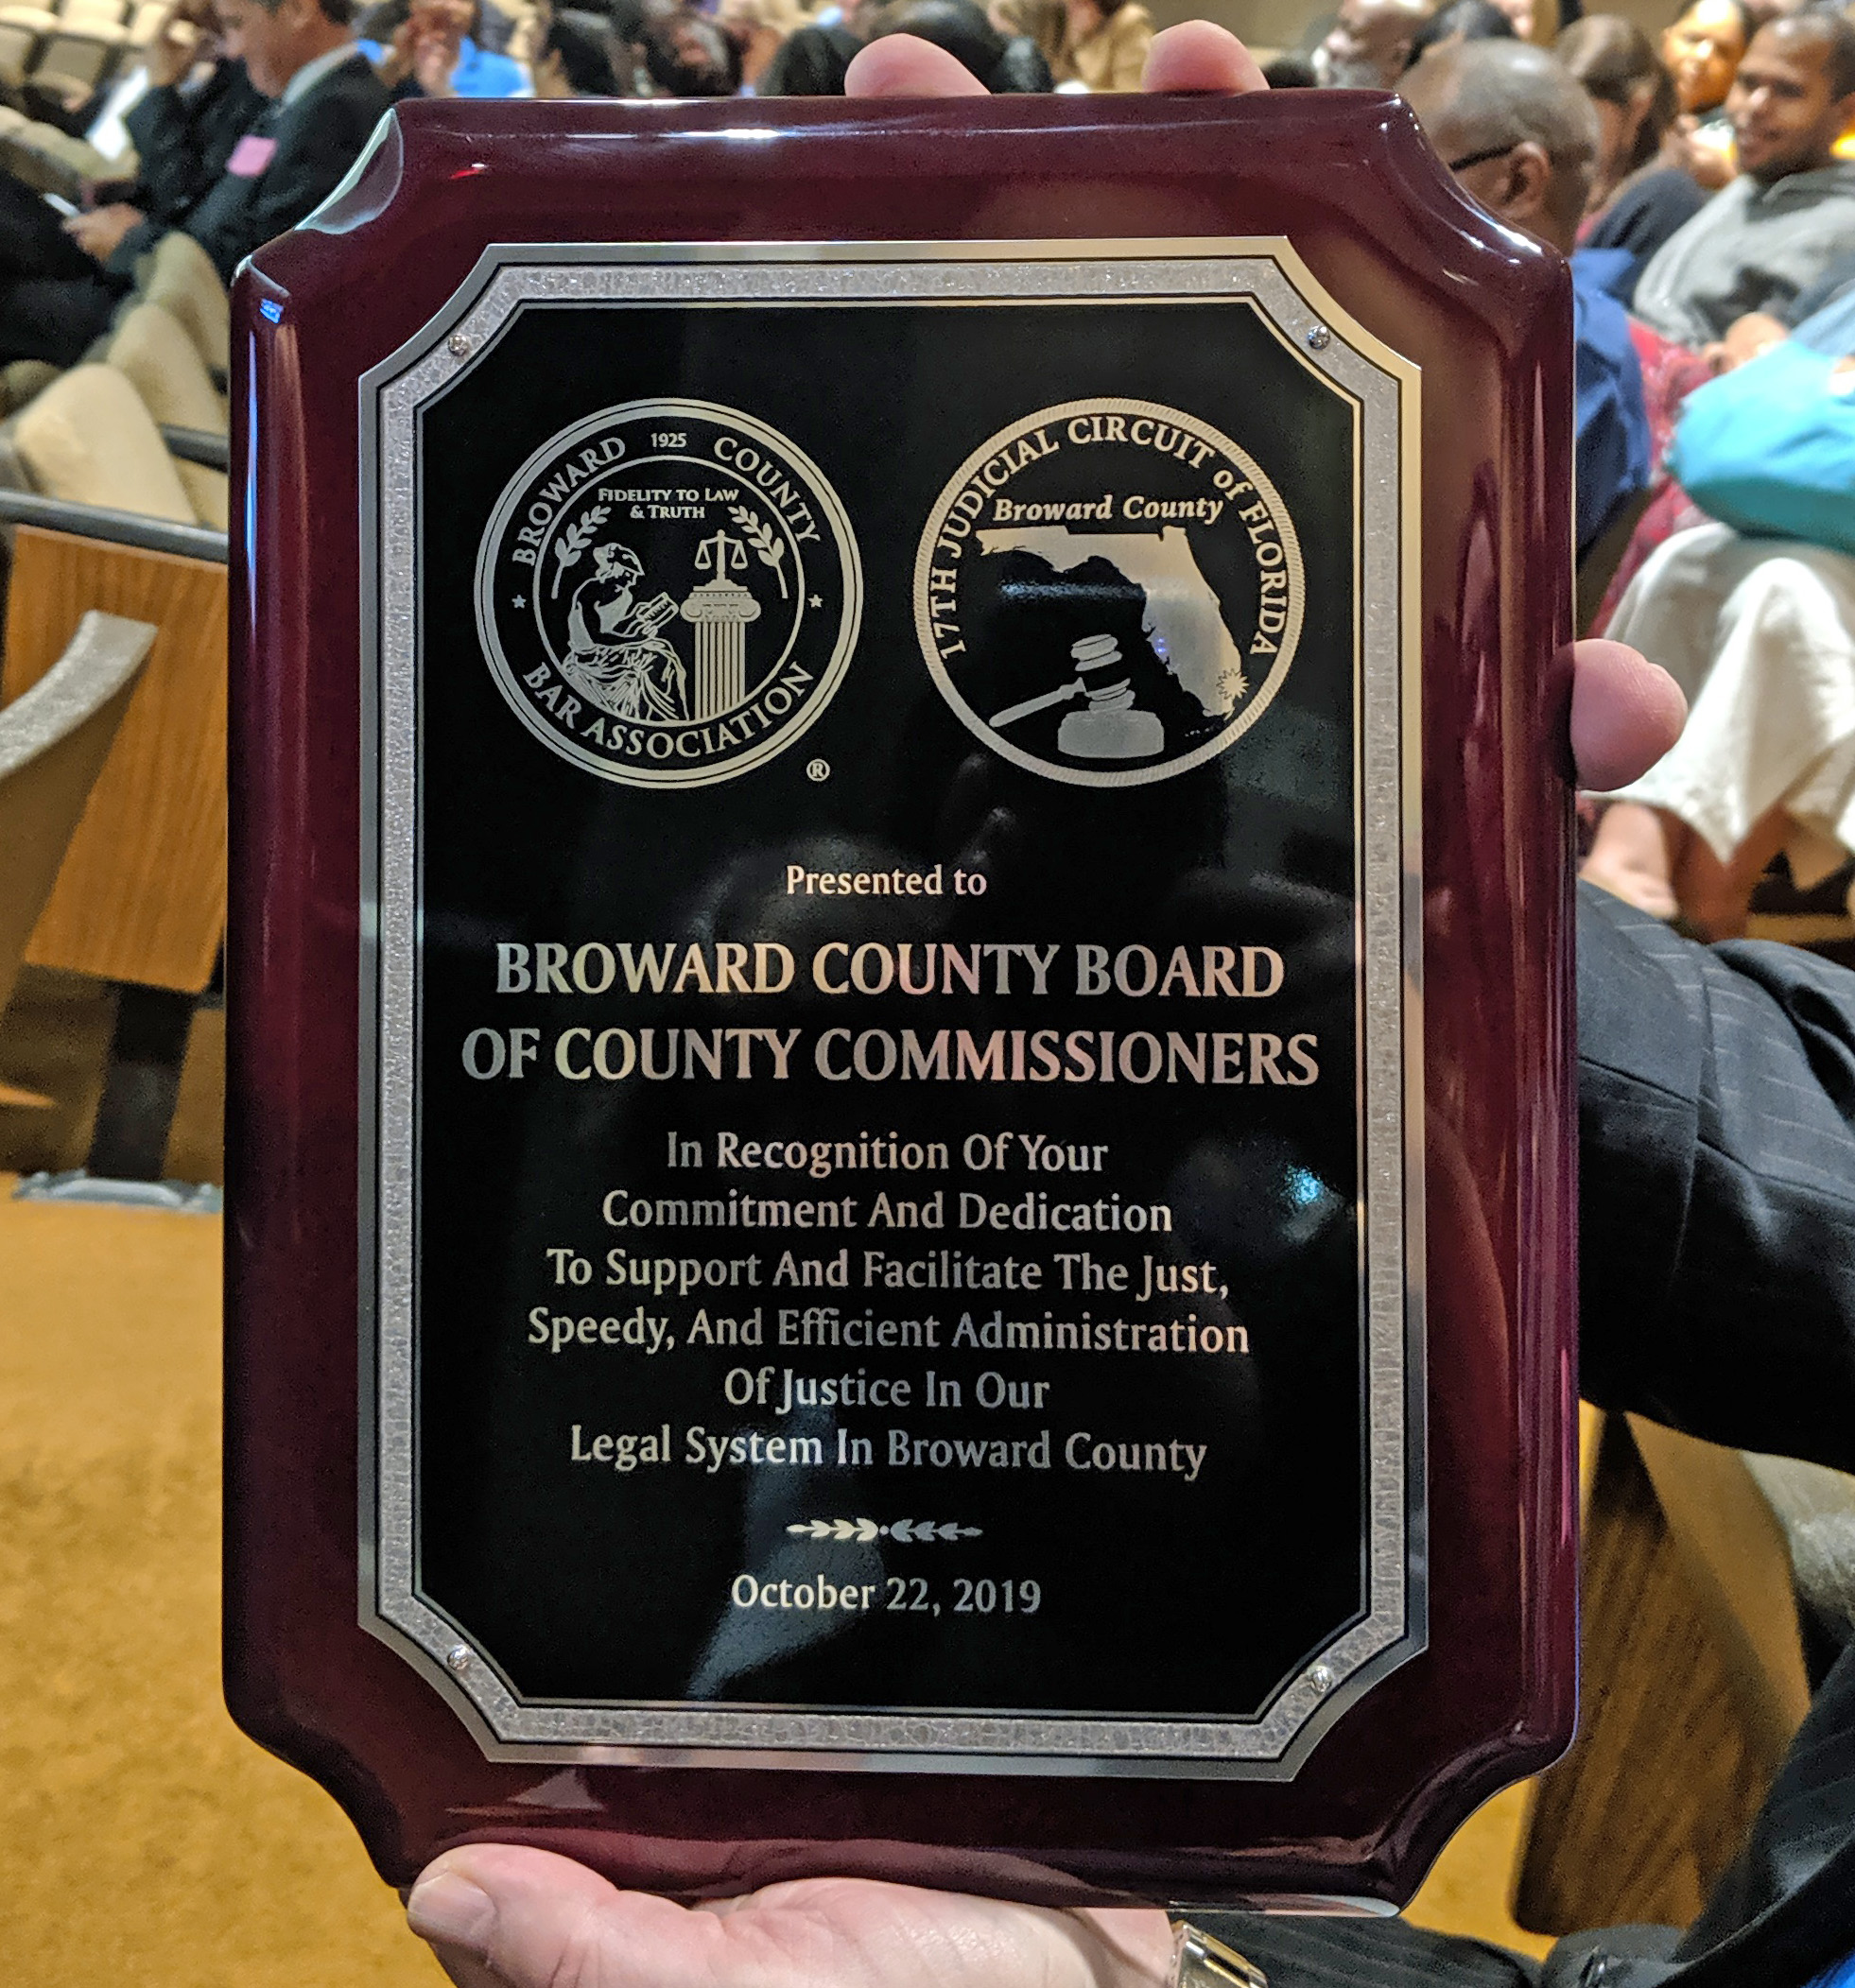 BROWARD 1925 COUNTY
FIDELITY TO LAW
& TRUTH
BAR ASSOCIATION
®
17TH JUDICIAL CIRCUIT of FLORIDA
Broward County
Presented to
BROWARD COUNTY BOARD
OF COUNTY COMMISSIONERS
In Recognition Of Your
Commitment And Dedication
To Support And Facilitate The Just,
Speedy, And Efficient Administration
Of Justice In Our
Legal System In Broward County
October 22, 2019